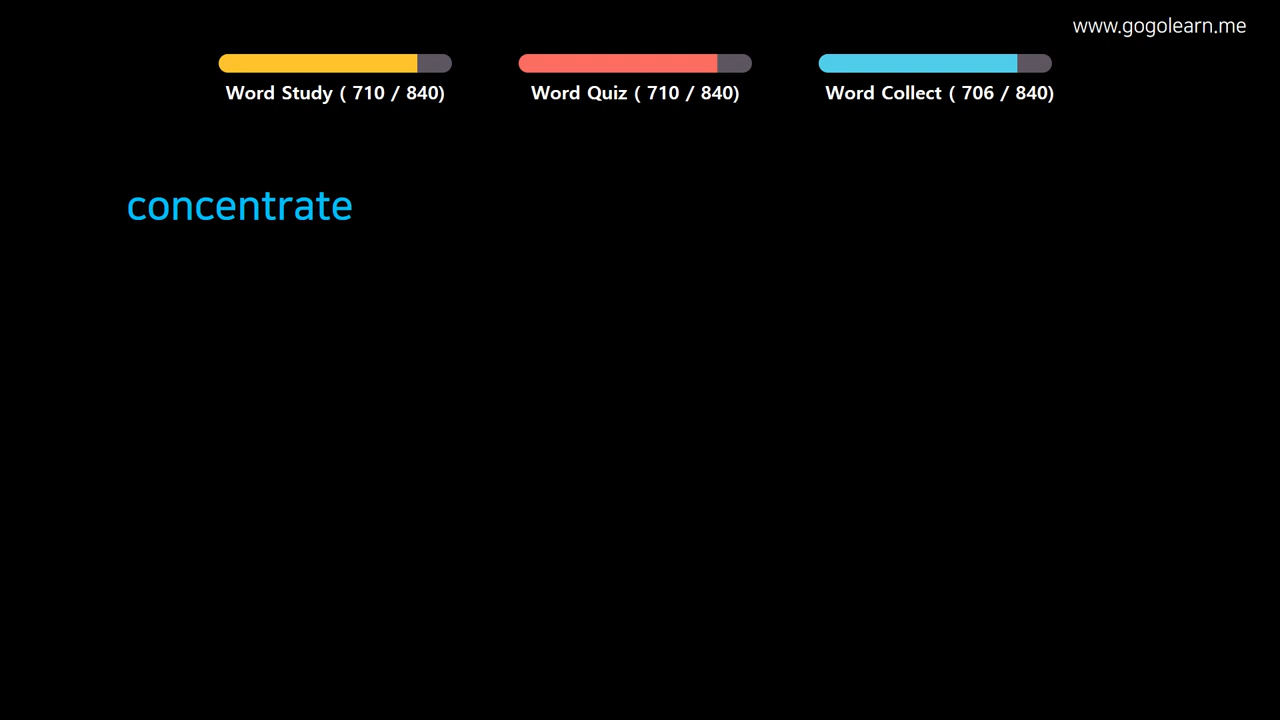 www.gogolearn.me
Word Study ( 710 / 840)
Word Quiz ( 710 / 840)
Word Collect ( 706 / 840)
concentrate